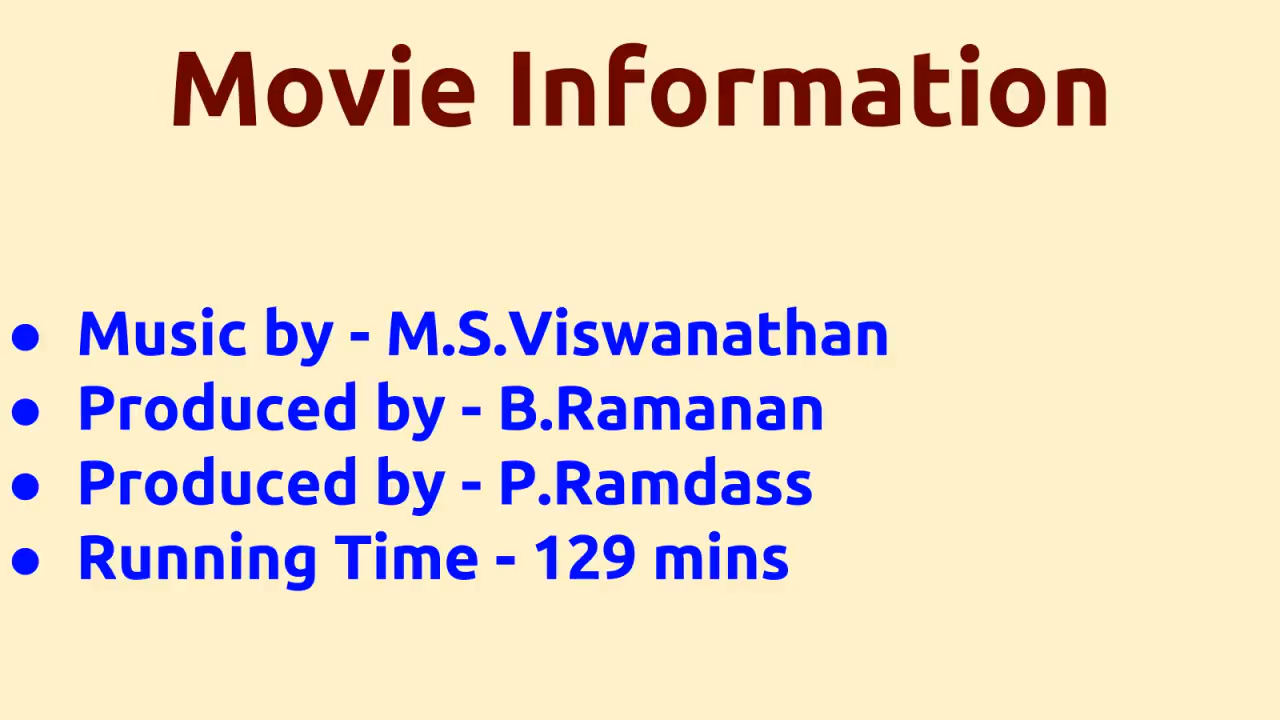 Movie Information
● Music by - M.S.Viswanathan
● Produced by - B.Ramanan
● Produced by - P.Ramdass
● Running Time - 129 mins